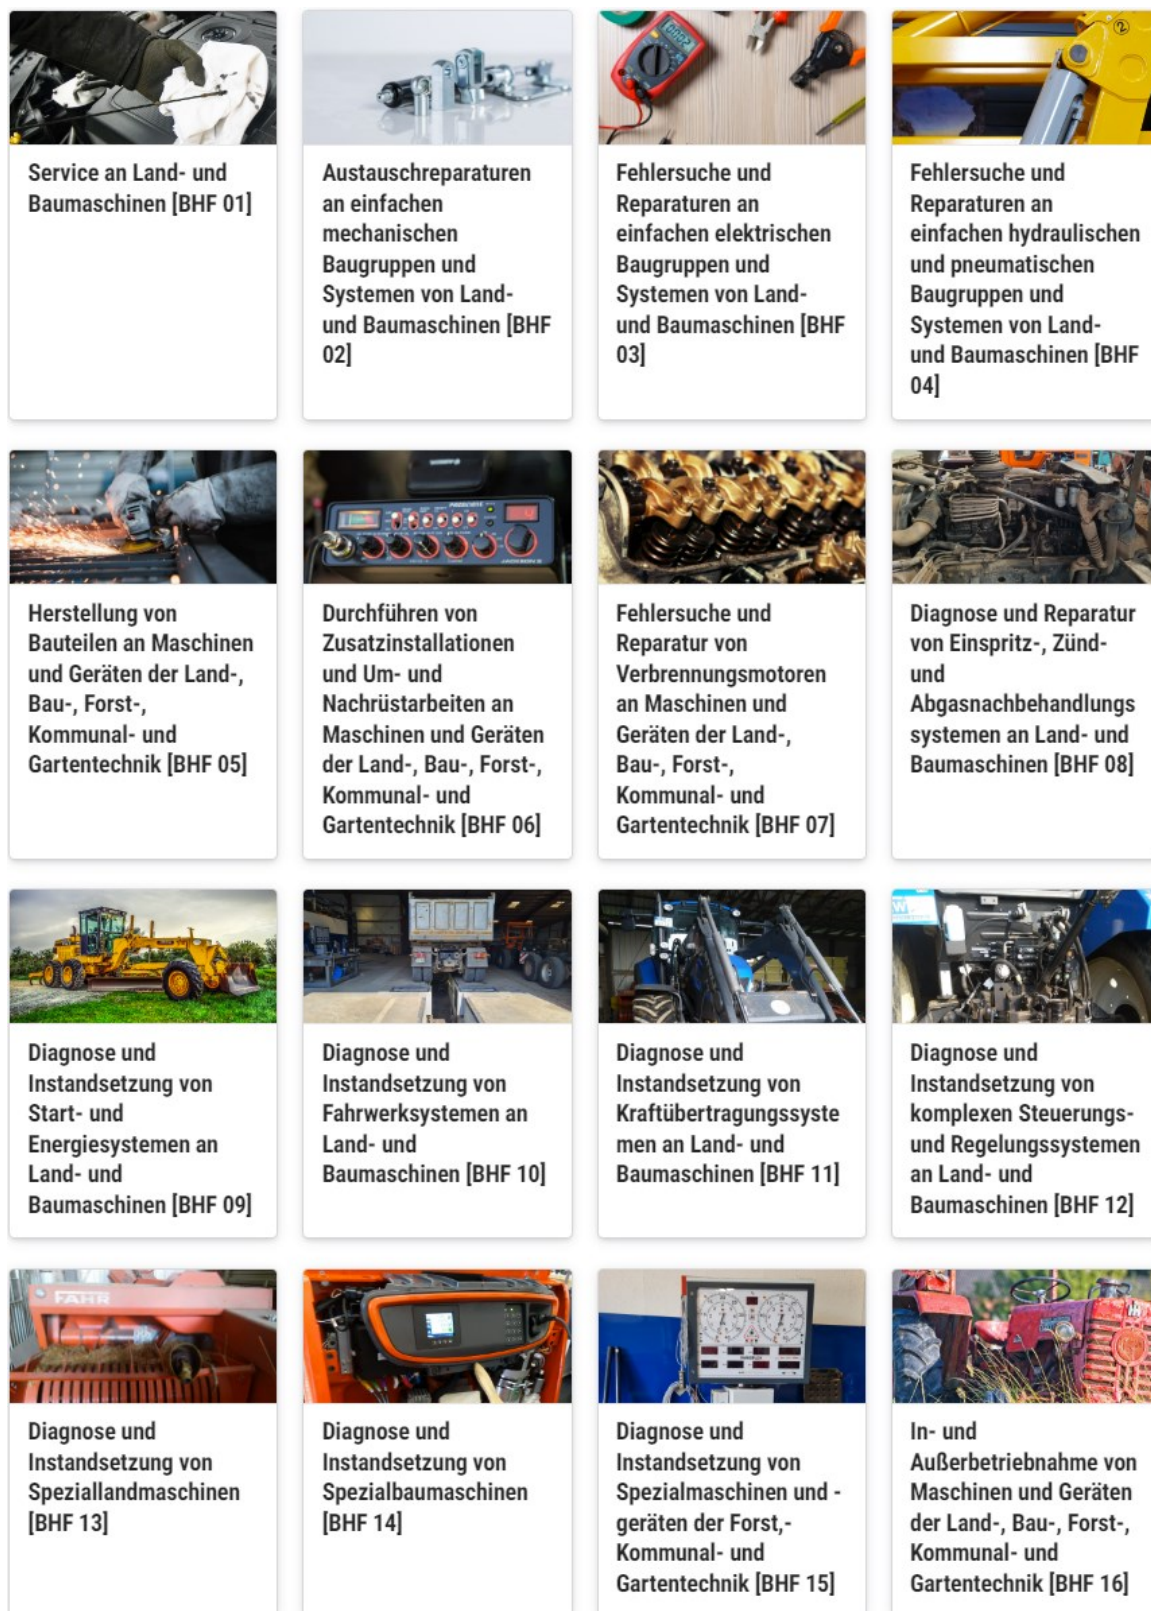 Service an Land- und
Baumaschinen [BHF 01]
Austauschreparaturen
an einfachen
mechanischen
Baugruppen und
Systemen von Land-
und Baumaschinen [BHF
02]
Fehlersuche und
Reparaturen an
einfachen elektrischen
Baugruppen und
Systemen von Land-
und Baumaschinen [BHF
03]
2
Fehlersuche und
Reparaturen an
einfachen hydraulischen
und pneumatischen
Baugruppen und
Systemen von Land-
und Baumaschinen [BHF
04]
Herstellung von
Bauteilen an Maschinen
und Geräten der Land-,
Bau-, Forst-,
Kommunal- und
Gartentechnik [BHF 05]
Durchführen von
Zusatzinstallationen
und Um- und
Nachrüstarbeiten an
Maschinen und Geräten
der Land-, Bau-, Forst-,
Kommunal- und
Gartentechnik [BHF 06]
Fehlersuche und
Reparatur von
Verbrennungsmotoren
an Maschinen und
Geräten der Land-,
Bau-, Forst-,
Kommunal- und
Gartentechnik [BHF 07]
Diagnose und Reparatur
von Einspritz-, Zünd-
und
Abgasnachbehandlungs
systemen an Land- und
Baumaschinen [BHF 08]
Diagnose und
Instandsetzung von
Start- und
Energiesystemen an
Land- und
Baumaschinen [BHF 09]
Diagnose und
Instandsetzung von
Fahrwerksystemen an
Land- und
Baumaschinen [BHF 10]
Diagnose und
Instandsetzung von
Kraftübertragungssyste
men an Land- und
Baumaschinen [BHF 11]
Diagnose und
Instandsetzung von
komplexen Steuerungs-
und Regelungssystemen
an Land- und
Baumaschinen [BHF 12]
FAHR
Diagnose und
Instandsetzung von
Speziallandmaschinen
[BHF 13]
Diagnose und
Instandsetzung von
Spezialbaumaschinen
[BHF 14]
Diagnose und
Instandsetzung von
Spezialmaschinen und -
geräten der Forst,-
Kommunal- und
Gartentechnik [BHF 15]
In- und
Außerbetriebnahme von
Maschinen und Geräten
der Land-, Bau-, Forst-,
Kommunal- und
Gartentechnik [BHF 16]